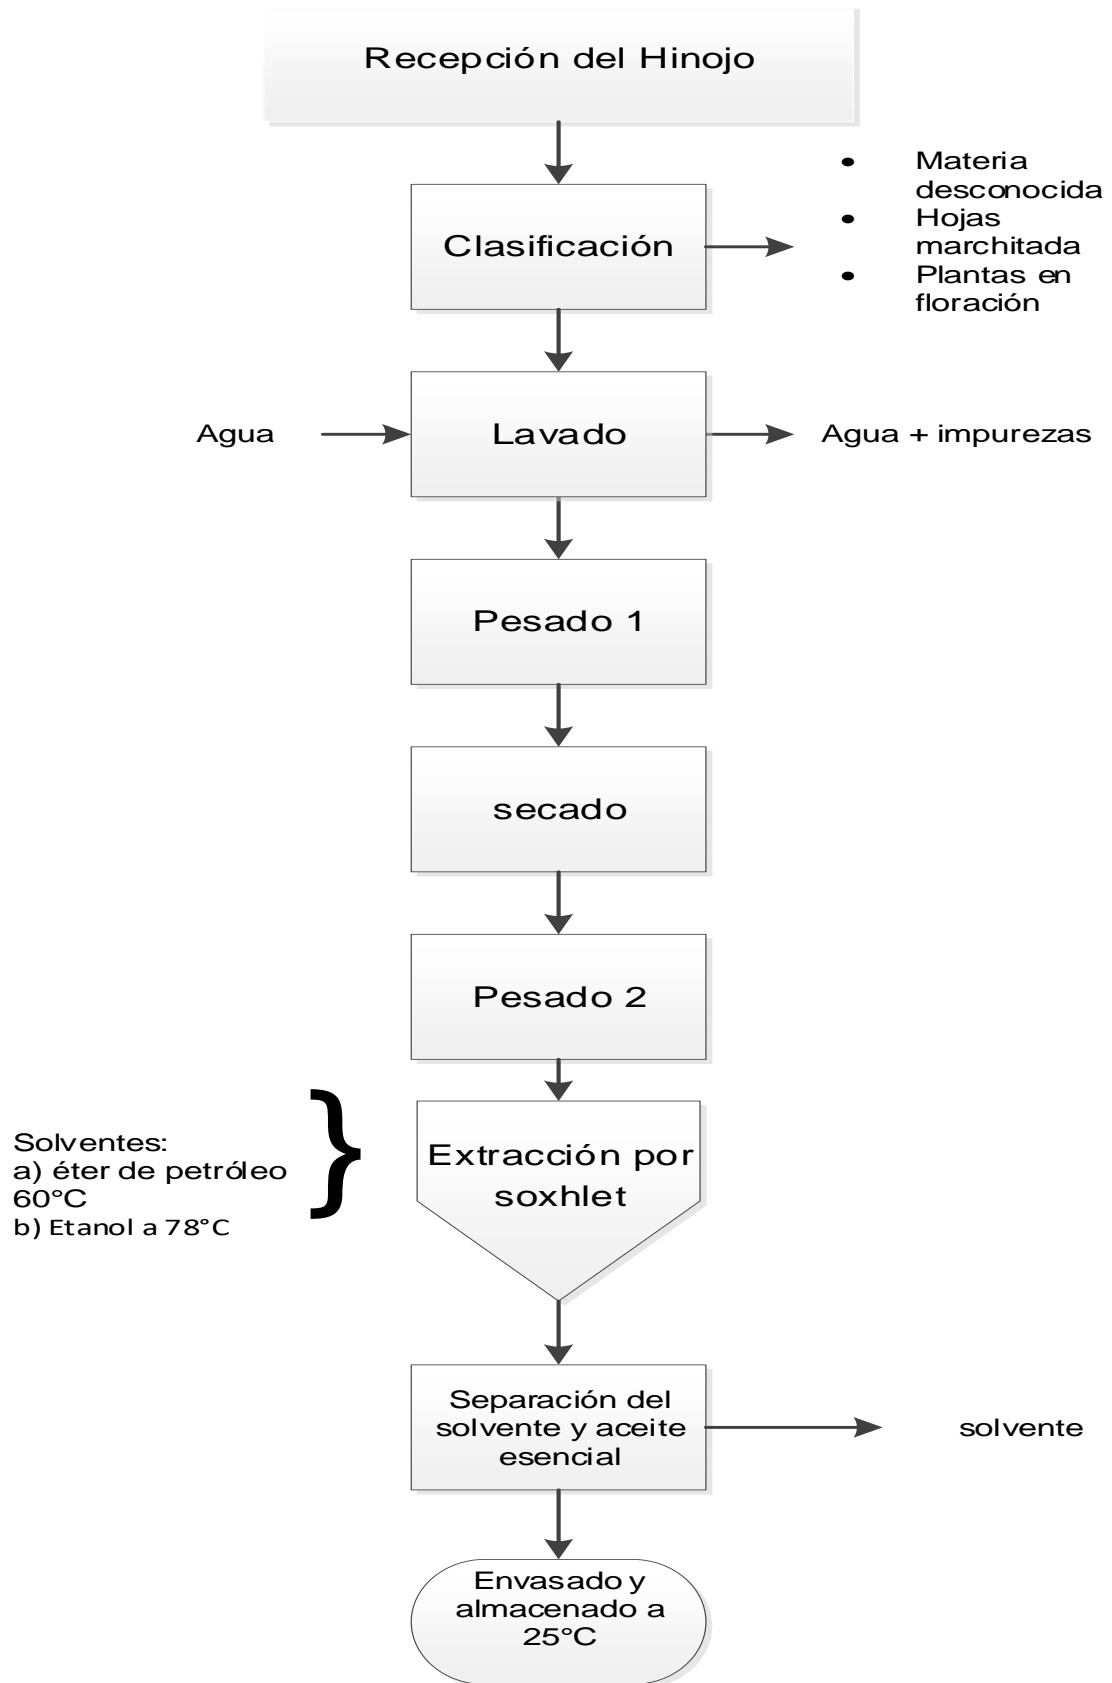 Recepción del Hinojo
Clasificación
• Materia
desconocida
• Hojas
marchitada
• Plantas en
floración
Agua
Lavado
Agua + impurezas
Pesado 1
secado
Pesado 2
Solventes:
a) éter de petróleo
60°C
b) Etanol a 78°C
}
Extracción por
soxhlet
Separación del
solvente y aceite
esencial
solvente
Envasado y
almacenado a
25°C